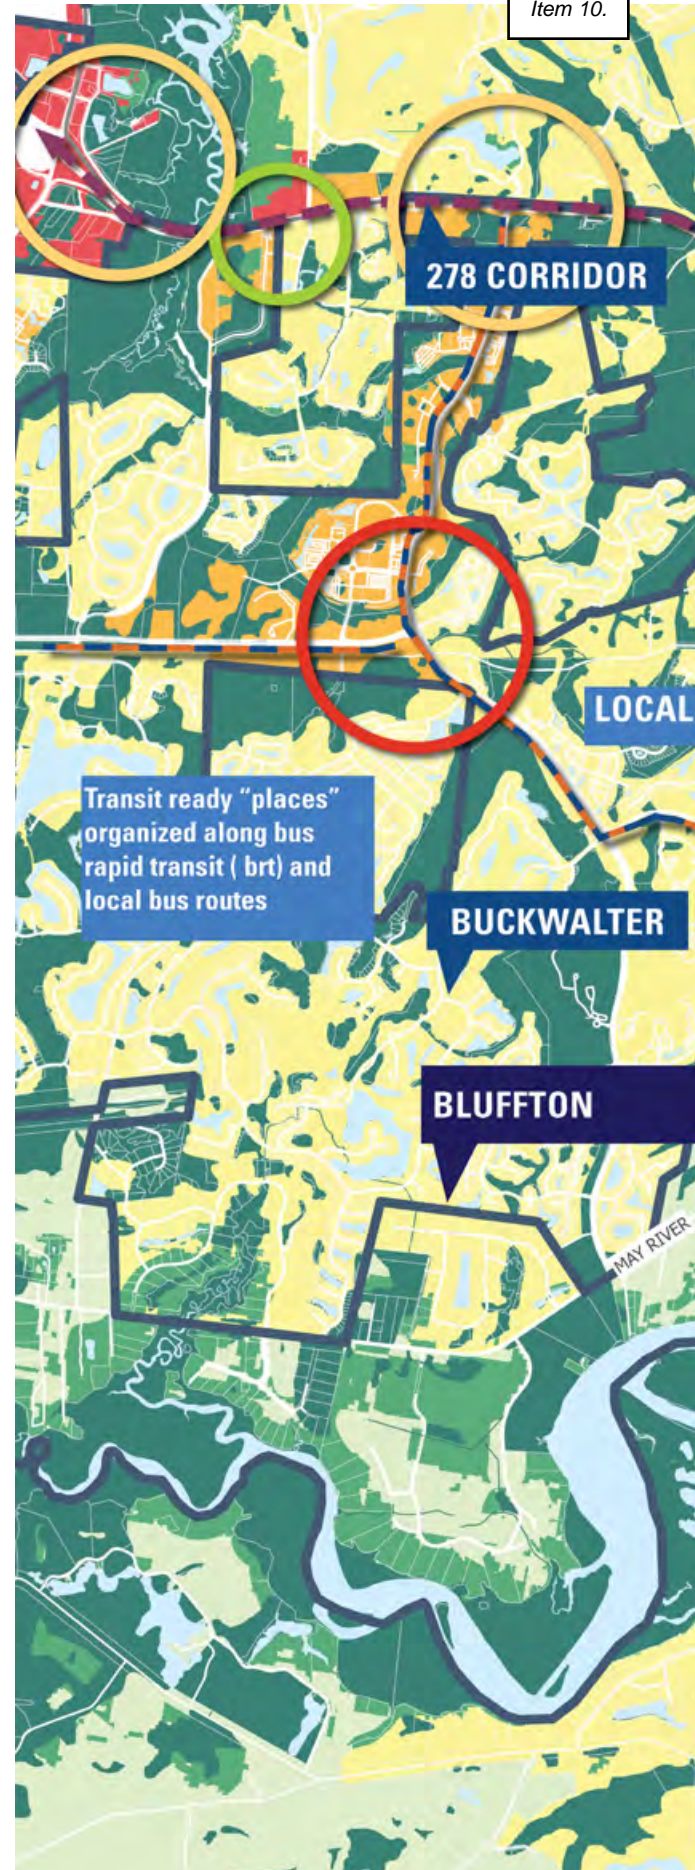 Item 10.
278 CORRIDOR
LOCAL
Transit ready “places”
organized along bus
rapid transit ( brt) and
local bus routes
BUCKWALTER
BLUFFTON
MAY RIVER